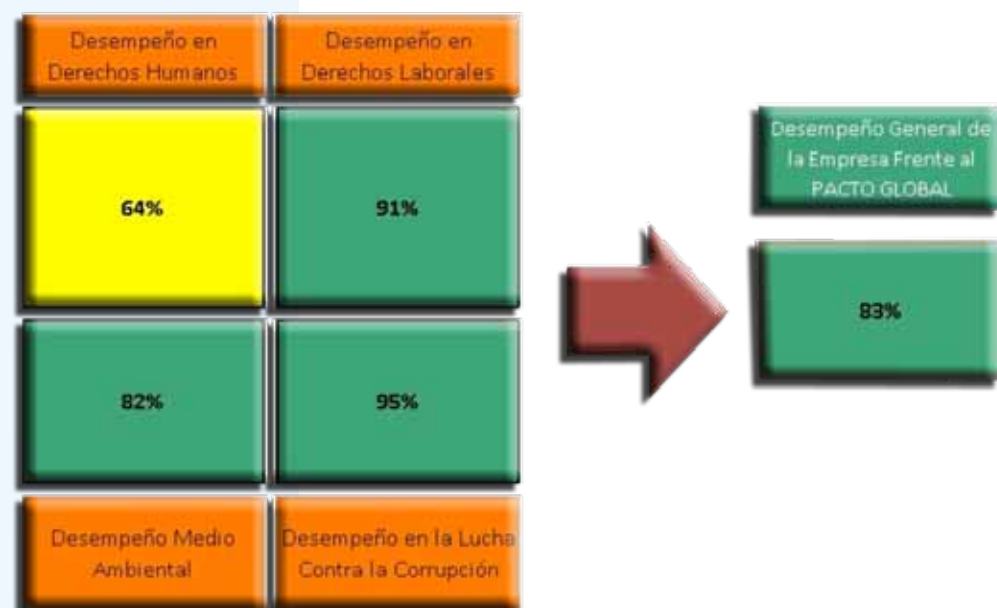 Desempeño en
Derechos Humanos
Desempeño en
Derechos Laborales
64%
91%
82%
95%
Desempeño Medio
Ambiental
Desempeño en la Lucha
Contra la Corrupción
Desempeño General de
la Empresa Frente al
PACTO GLOBAL
83%